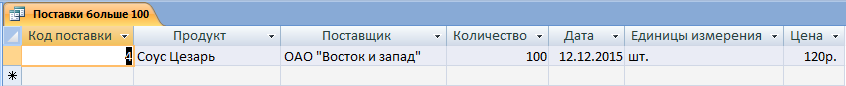 Поставки больше 100
Код поставки Продукт Поставщик Количество Дата Единицы измерения Цена
4 Соус Цезарь ОАО "Восток и запад" 100 12.12.2015 шт. 120р.